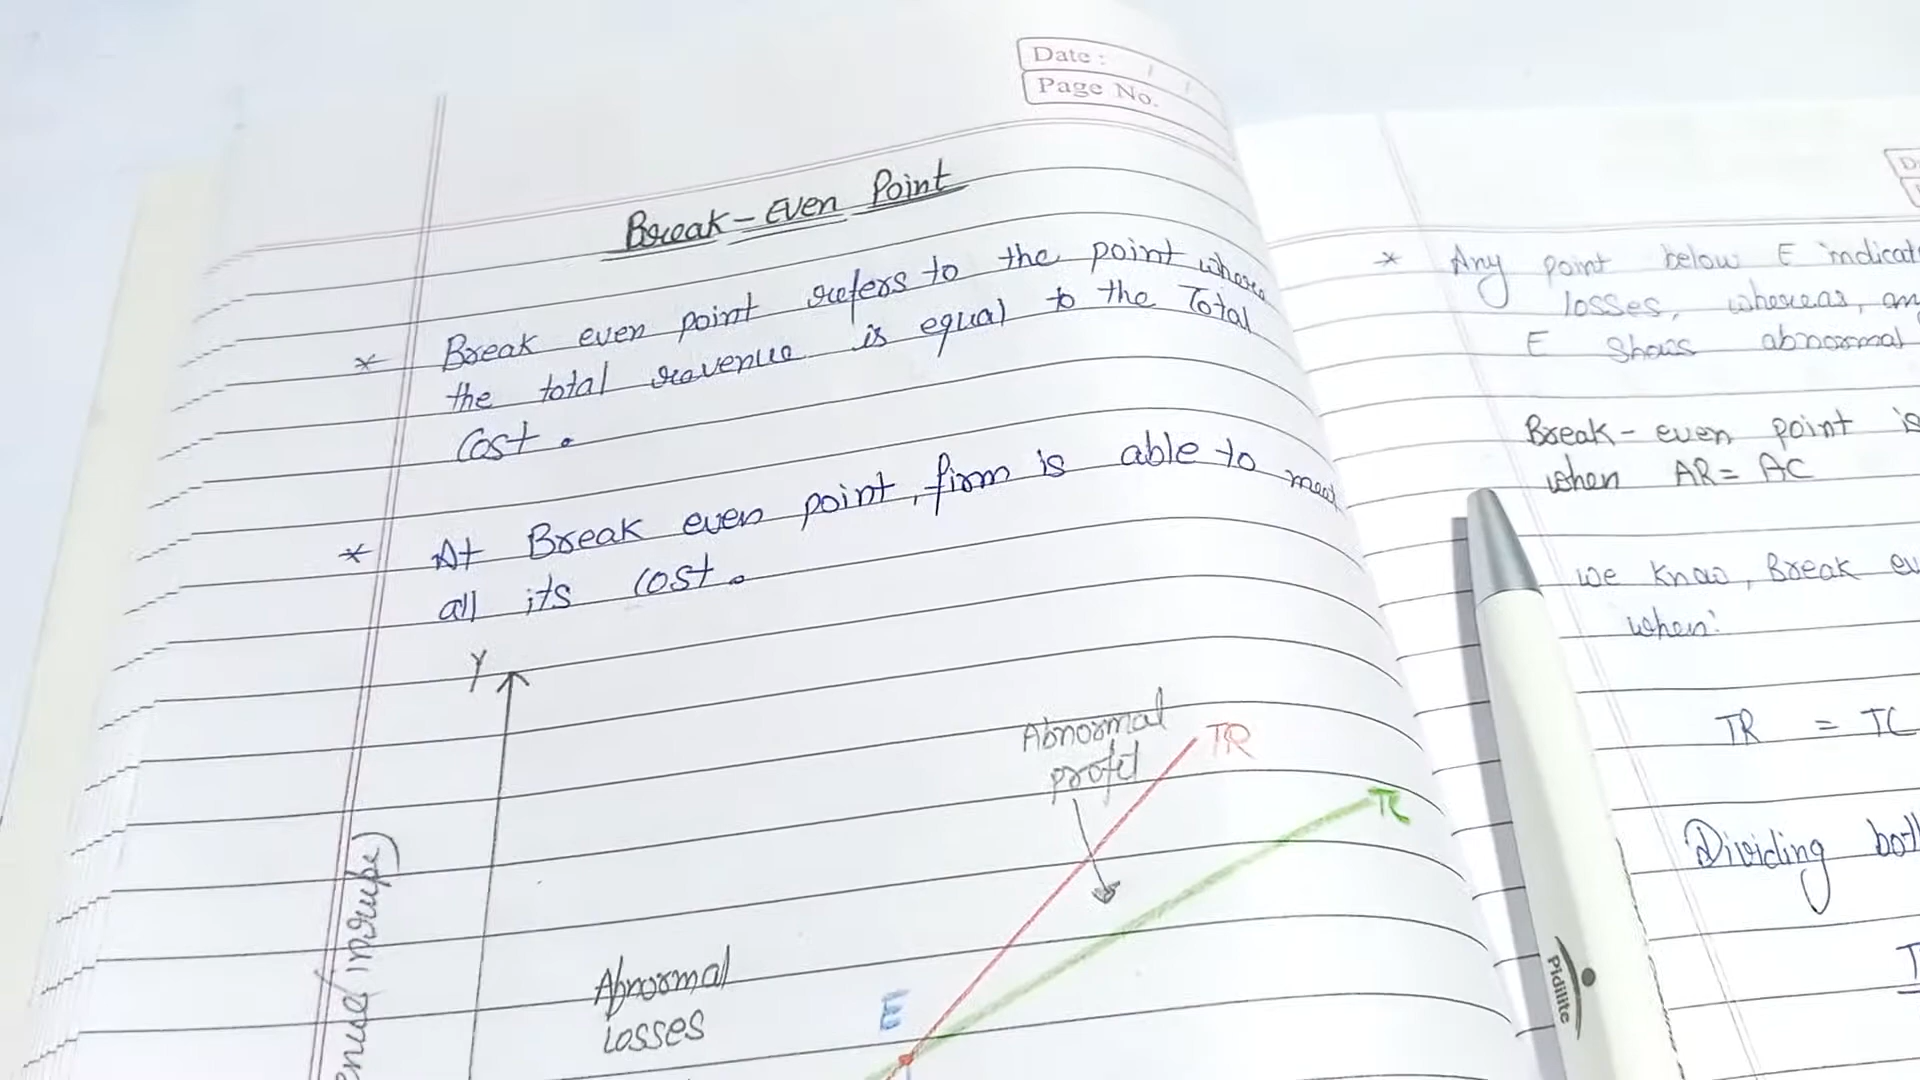 Date :
Page No.
Break-Even Point
* Break even point refers to the point where
the total revenue is equal to the Total
Cost.
* At Break even point, firm is able to meet
all its cost.
Y
Abnormal
profit
TR
TC
Abnormal
losses
E
in rupe)
* Any point below E indicat
losses, whereas, an
E shows abnormal
Break-even point is
when AR = AC
we know, Break ev
when:
TR = TC
Dividing bot
T
Pidilite